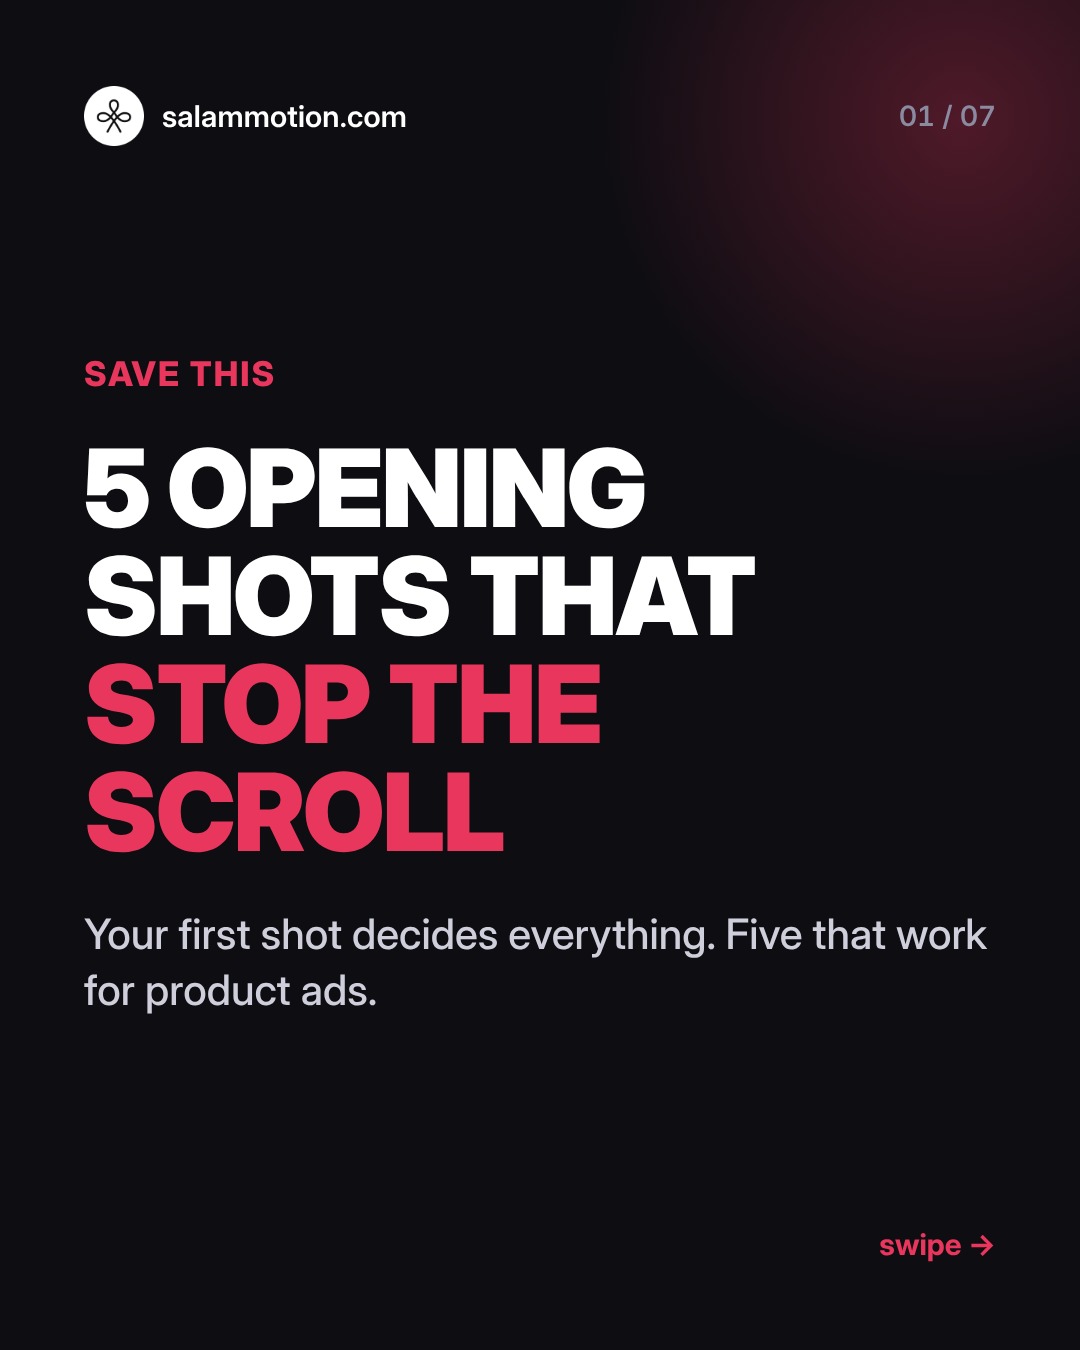 salammotion.com
01 / 07
SAVE THIS
5 OPENING
SHOTS THAT
STOP THE
SCROLL
Your first shot decides everything. Five that work
for product ads.
swipe →